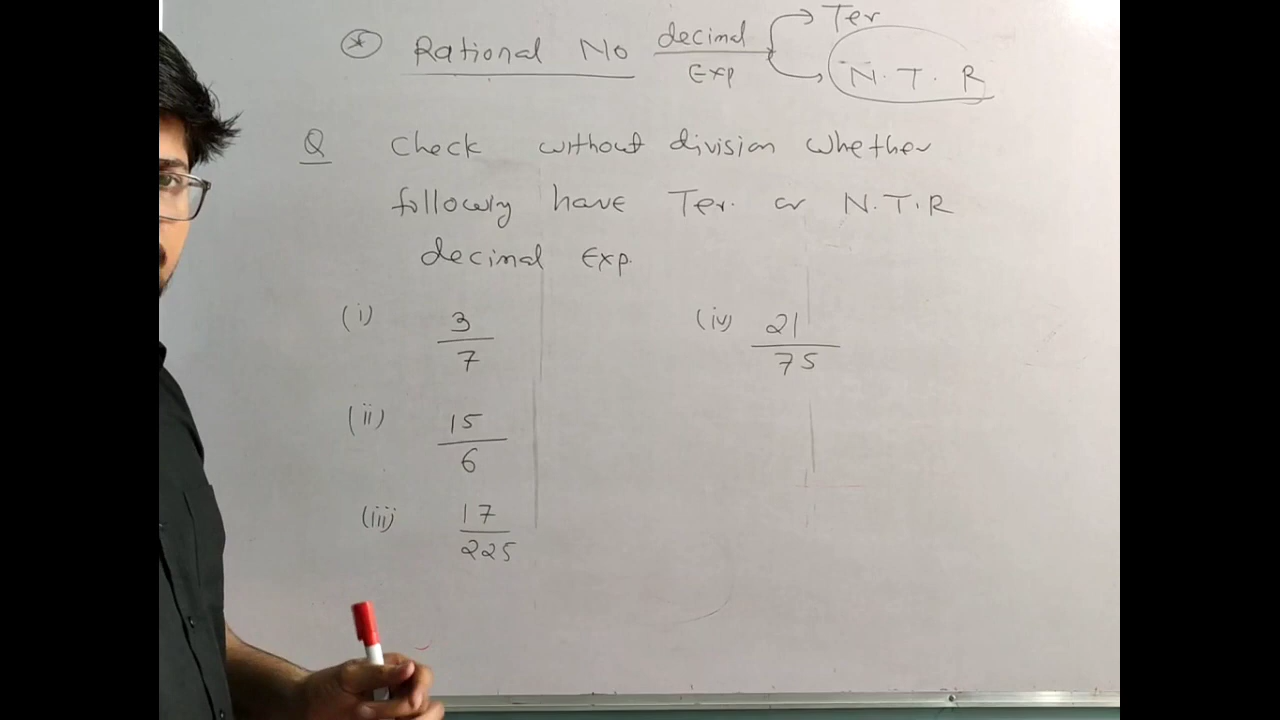 * Rational No decimal Exp Ter
N.T.R
Q Check without division whether
following have Ter. or N.T.R
decimal Exp.
(i) 3/7
(iv) 21/75
(ii) 15/6
(iii) 17/225